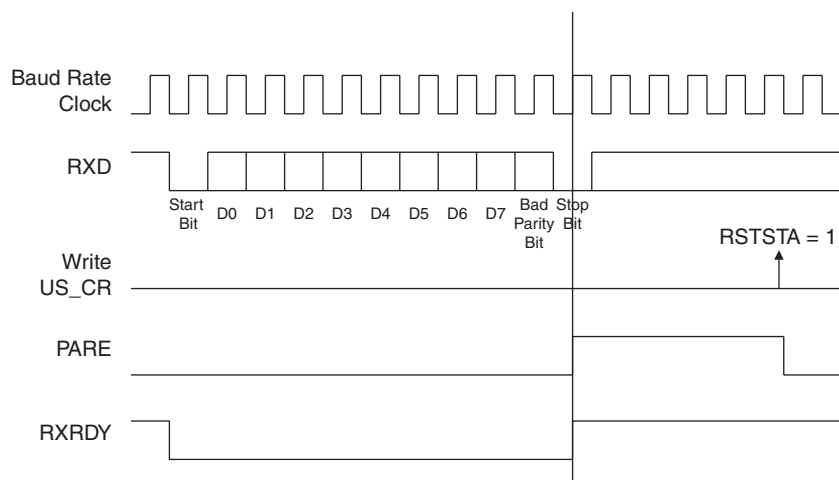 Baud Rate
Clock
RXD
Start
Bit
D0
D1
D2
D3
D4
D5
D6
D7
Bad
Parity
Bit
Stop
Bit
RSTSTA = 1
Write
US_CR
PARE
RXRDY